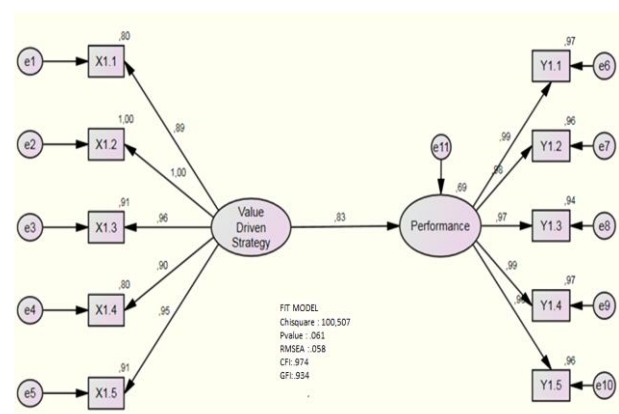 ,80
e1
X1.1
,89
1,00
e2
X1.2
1,00
,91
e3
X1.3
,96
,80
e4
X1.4
,90
,91
e5
X1.5
,95
Value
Driven
Strategy
,83
e11
,69
Performance
,97
Y1.1
e6
,99
,96
Y1.2
e7
,98
,94
Y1.3
e8
,97
,97
Y1.4
e9
,99
,96
Y1.5
e10
FIT MODEL
Chisquare : 100,507
Pvalue : .061
RMSEA : .058
CFI:.974
GFI:.934